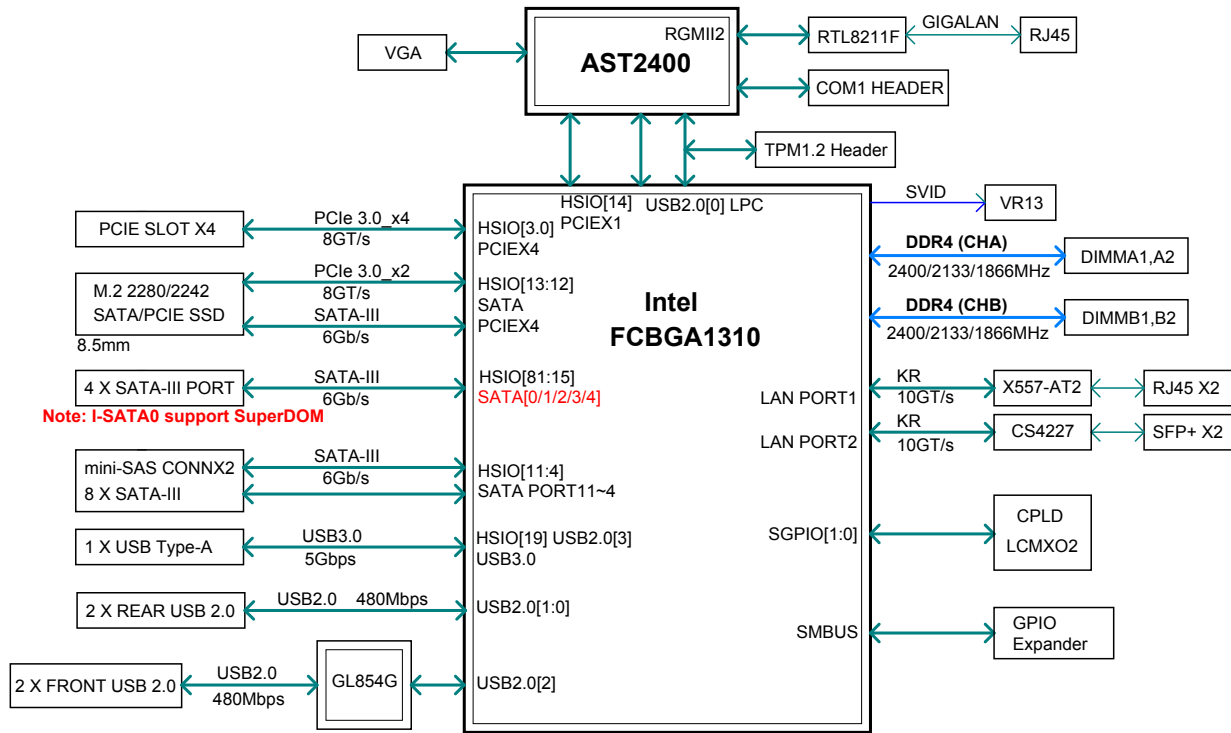 RGMII2
AST2400
VGA
RTL8211F
GIGALAN
RJ45
COM1 HEADER
TPM1.2 Header
HSIO[14]
PCIEX1
USB2.0[0] LPC
SVID
VR13
PCIE SLOT X4
PCIe 3.0_x4
8GT/s
HSIO[3.0]
PCIEX4
DDR4 (CHA)
2400/2133/1866MHz
DIMMA1,A2
M.2 2280/2242
SATA/PCIE SSD
8.5mm
PCIe 3.0_x2
8GT/s
SATA-III
6Gb/s
HSIO[13:12]
SATA
PCIEX4
Intel
FCBGA1310
DDR4 (CHB)
2400/2133/1866MHz
DIMMB1,B2
4 X SATA-III PORT
SATA-III
6Gb/s
HSIO[81:15]
SATA[0/1/2/3/4]
Note: I-SATA0 support SuperDOM
LAN PORT1
KR
10GT/s
X557-AT2
RJ45 X2
LAN PORT2
KR
10GT/s
CS4227
SFP+ X2
mini-SAS CONNX2
8 X SATA-III
SATA-III
6Gb/s
HSIO[11:4]
SATA PORT11~4
1 X USB Type-A
USB3.0
5Gbps
HSIO[19] USB2.0[3]
USB3.0
SGPIO[1:0]
CPLD
LCMXO2
2 X REAR USB 2.0
USB2.0 480Mbps
USB2.0[1:0]
SMBUS
GPIO
Expander
2 X FRONT USB 2.0
USB2.0
480Mbps
GL854G
USB2.0[2]